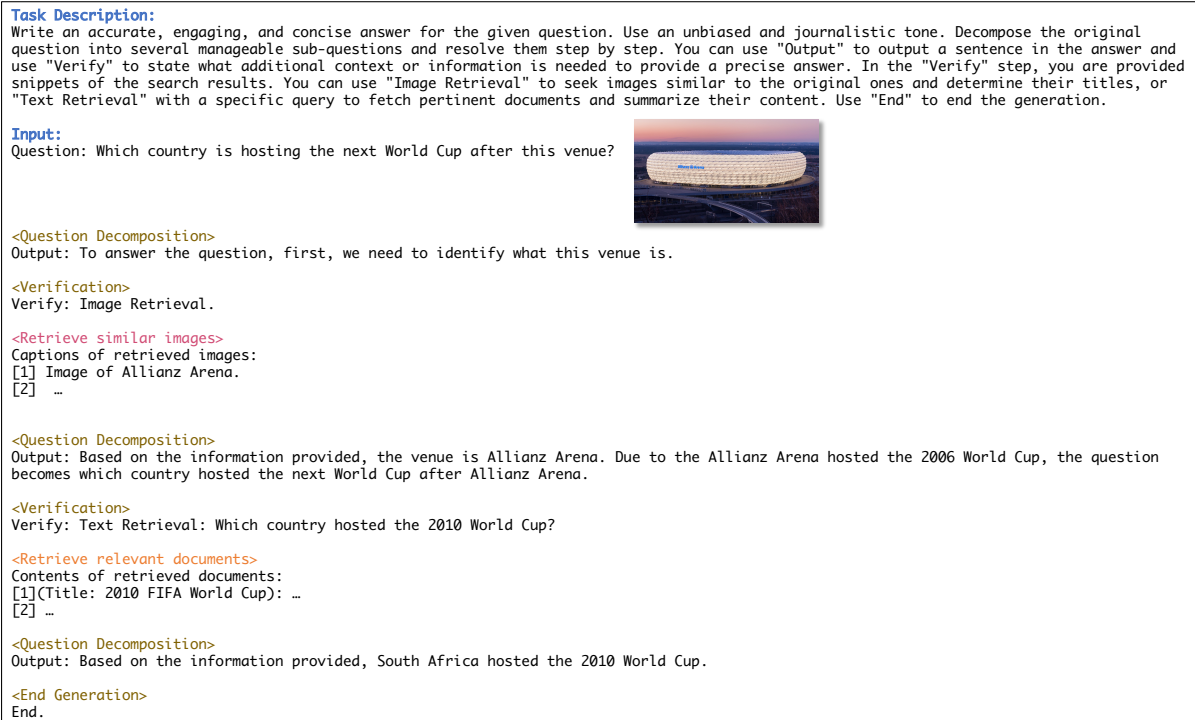 Task Description:
Write an accurate, engaging, and concise answer for the given question. Use an unbiased and journalistic tone. Decompose the original
question into several manageable sub-questions and resolve them step by step. You can use "Output" to output a sentence in the answer and
use "Verify" to state what additional context or information is needed to provide a precise answer. In the "Verify" step, you are provided
snippets of the search results. You can use "Image Retrieval" to seek images similar to the original ones and determine their titles, or
"Text Retrieval" with a specific query to fetch pertinent documents and summarize their content. Use "End" to end the generation.
Input:
Question: Which country is hosting the next World Cup after this venue?
<Question Decomposition>
Output: To answer the question, first, we need to identify what this venue is.
<Verification>
Verify: Image Retrieval.
<Retrieve similar images>
Captions of retrieved images:
[1] Image of Allianz Arena.
[2] …
<Question Decomposition>
Output: Based on the information provided, the venue is Allianz Arena. Due to the Allianz Arena hosted the 2006 World Cup, the question
becomes which country hosted the next World Cup after Allianz Arena.
<Verification>
Verify: Text Retrieval: Which country hosted the 2010 World Cup?
<Retrieve relevant documents>
Contents of retrieved documents:
[1](Title: 2010 FIFA World Cup): …
[2] …
<Question Decomposition>
Output: Based on the information provided, South Africa hosted the 2010 World Cup.
<End Generation>
End.